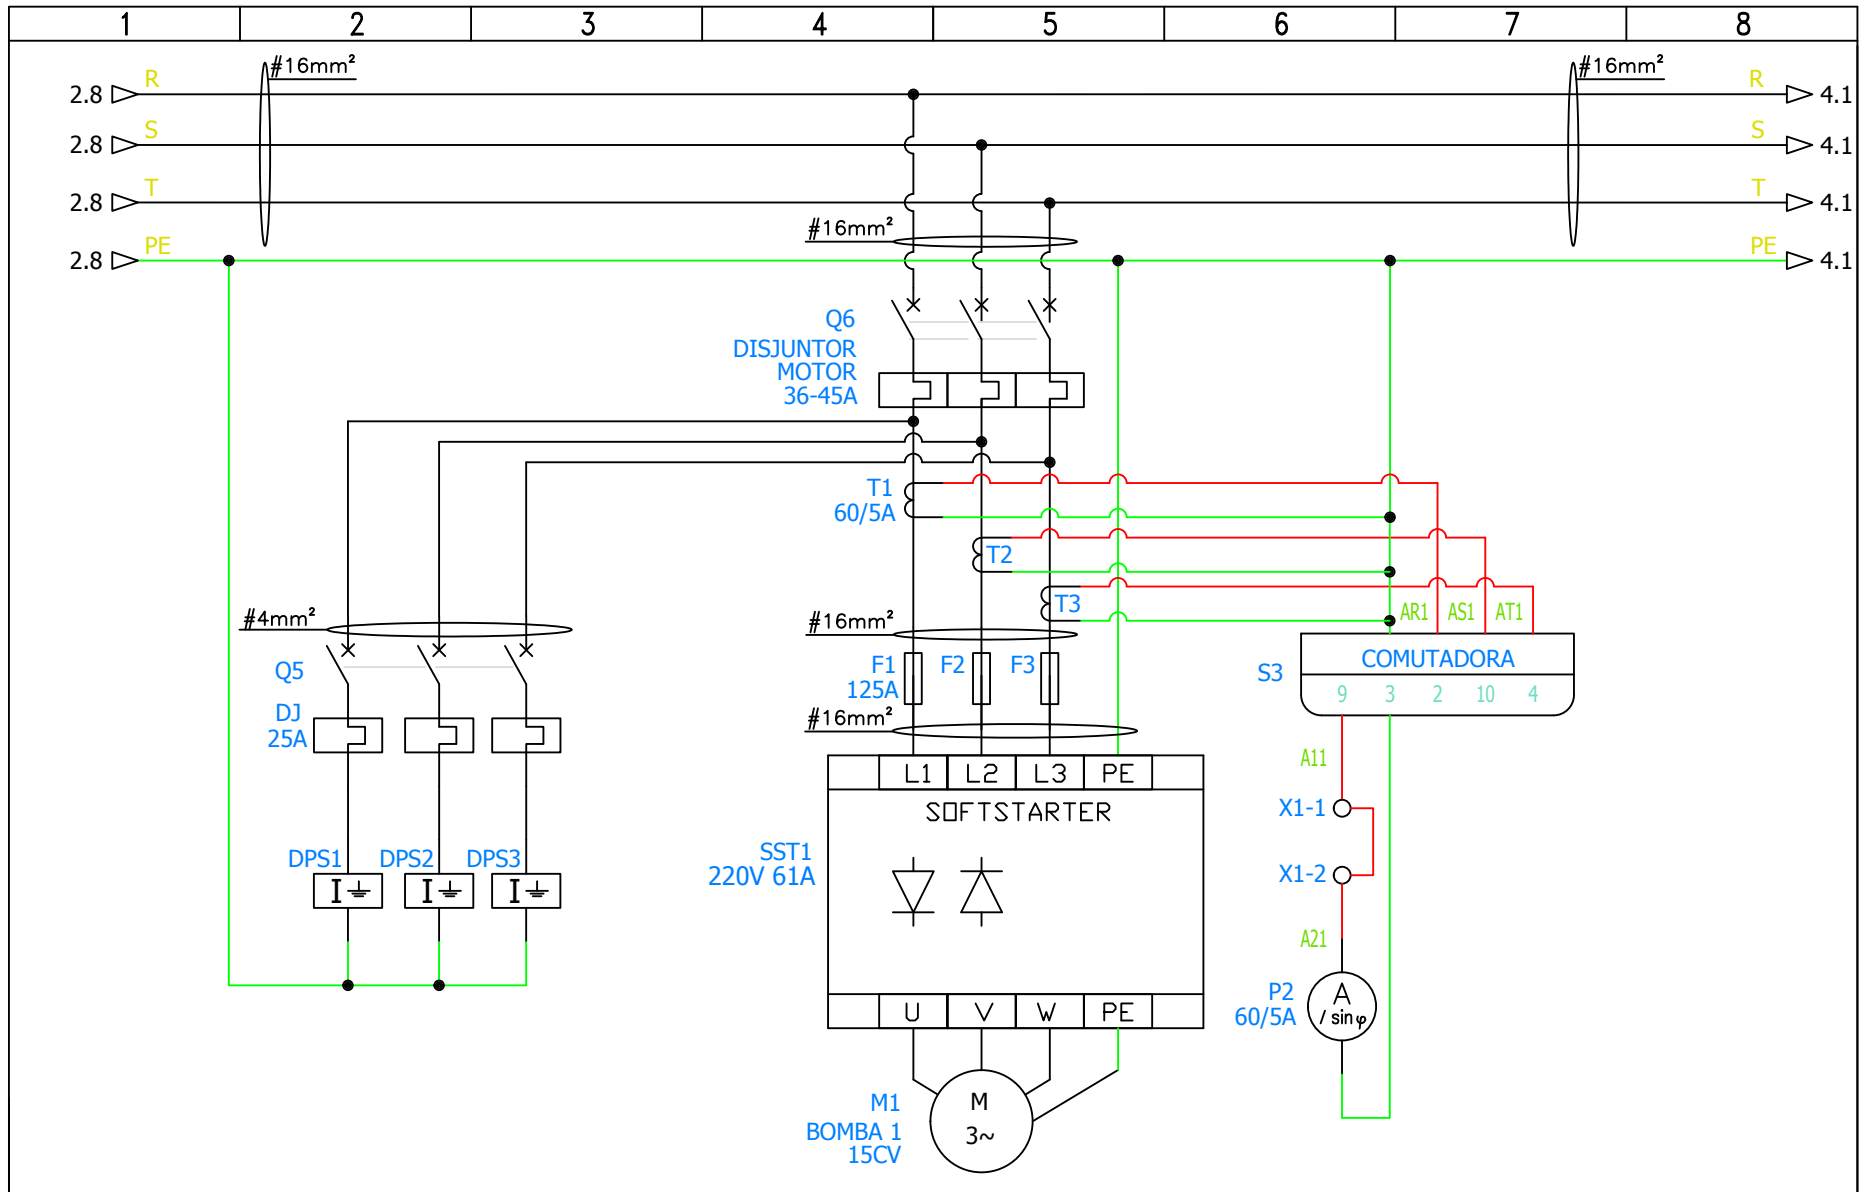 1 2 3 4 5 6 7 8
#16mm² #16mm²
R R
2.8 4.1
S S
2.8 4.1
T T
2.8 4.1
#16mm²
PE PE
2.8 4.1
Q6
DISJUNTOR
MOTOR
36-45A
T1
60/5A
T2
T3
#4mm²
#16mm²
AR1 AS1 AT1
Q5
DJ
25A
F1 F2 F3
125A
#16mm²
S3
COMUTADORA
9 3 2 10 4
A11
X1-1
X1-2
A21
L1 L2 L3 PE
SOFTSTARTER
SST1
220V 61A
DPS1 DPS2 DPS3
U V W PE
P2
60/5A
A
/ sinφ
M1
BOMBA 1
15CV
M
3~